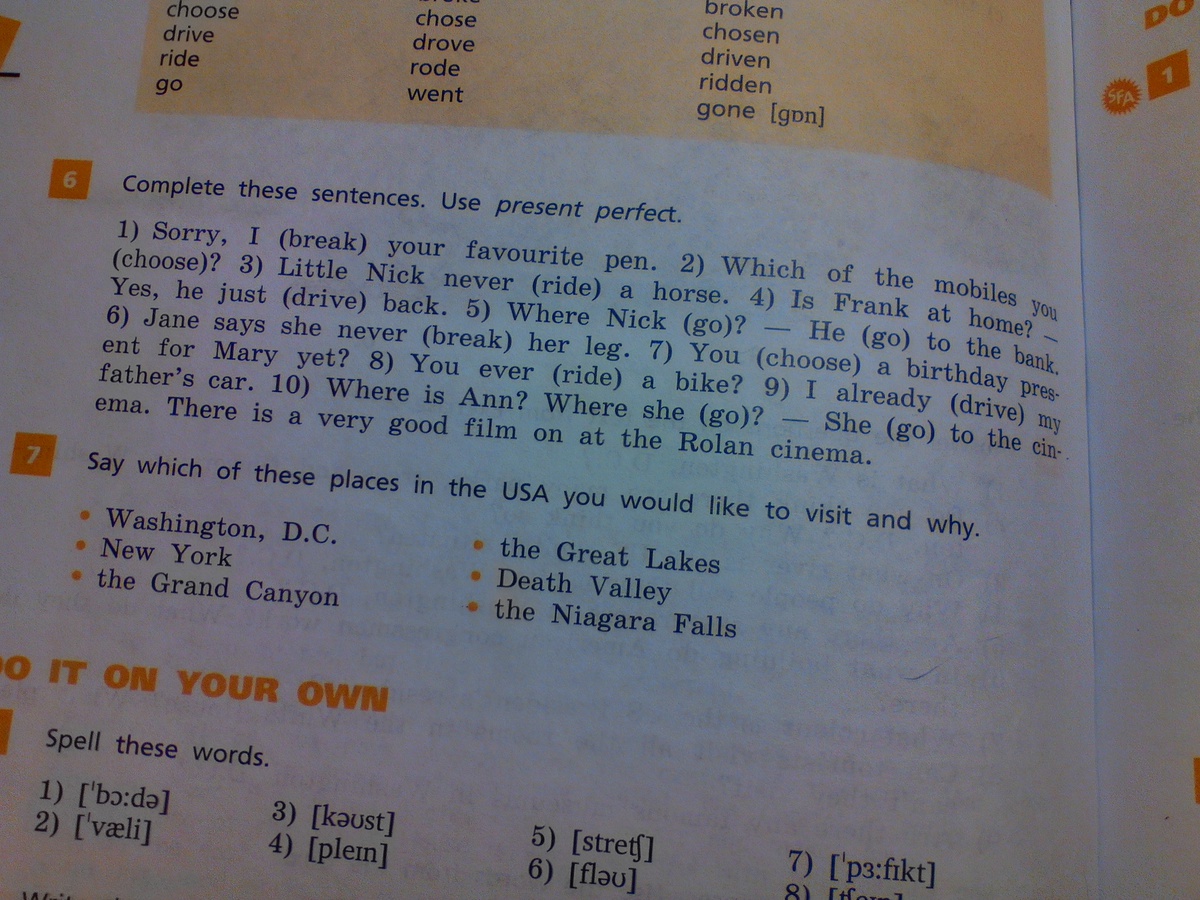 choose chose broken
drive drove chosen
ride rode driven
go went ridden
gone [gɒn]
6 Complete these sentences. Use present perfect.
1) Sorry, I (break) your favourite pen. 2) Which of the mobiles you
(choose)? 3) Little Nick never (ride) a horse. 4) Is Frank at home? –
Yes, he just (drive) back. 5) Where Nick (go)? — He (go) to the bank.
6) Jane says she never (break) her leg. 7) You (choose) a birthday pres-
ent for Mary yet? 8) You ever (ride) a bike? 9) I already (drive) my
father's car. 10) Where is Ann? Where she (go)? — She (go) to the cin-
ema. There is a very good film on at the Rolan cinema.
7 Say which of these places in the USA you would like to visit and why.
• Washington, D.C.
• New York
• the Grand Canyon
• the Great Lakes
• Death Valley
• the Niagara Falls
DO IT ON YOUR OWN
Spell these words.
1) [ˈbɔːdə]
2) [ˈvæli]
3) [kəʊst]
4) [pleɪn]
5) [stretʃ]
6) [fləʊ]
7) [ˈpɜːfɪkt]
8)
DO
1
SFA